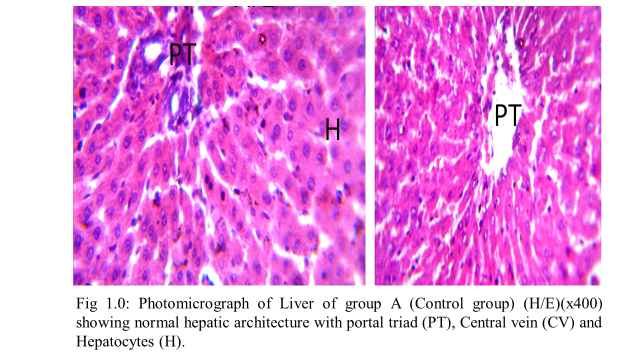 PT
H
PT
Fig 1.0: Photomicrograph of Liver of group A (Control group) (H/E)(x400)
showing normal hepatic architecture with portal triad (PT), Central vein (CV) and
Hepatocytes (H).